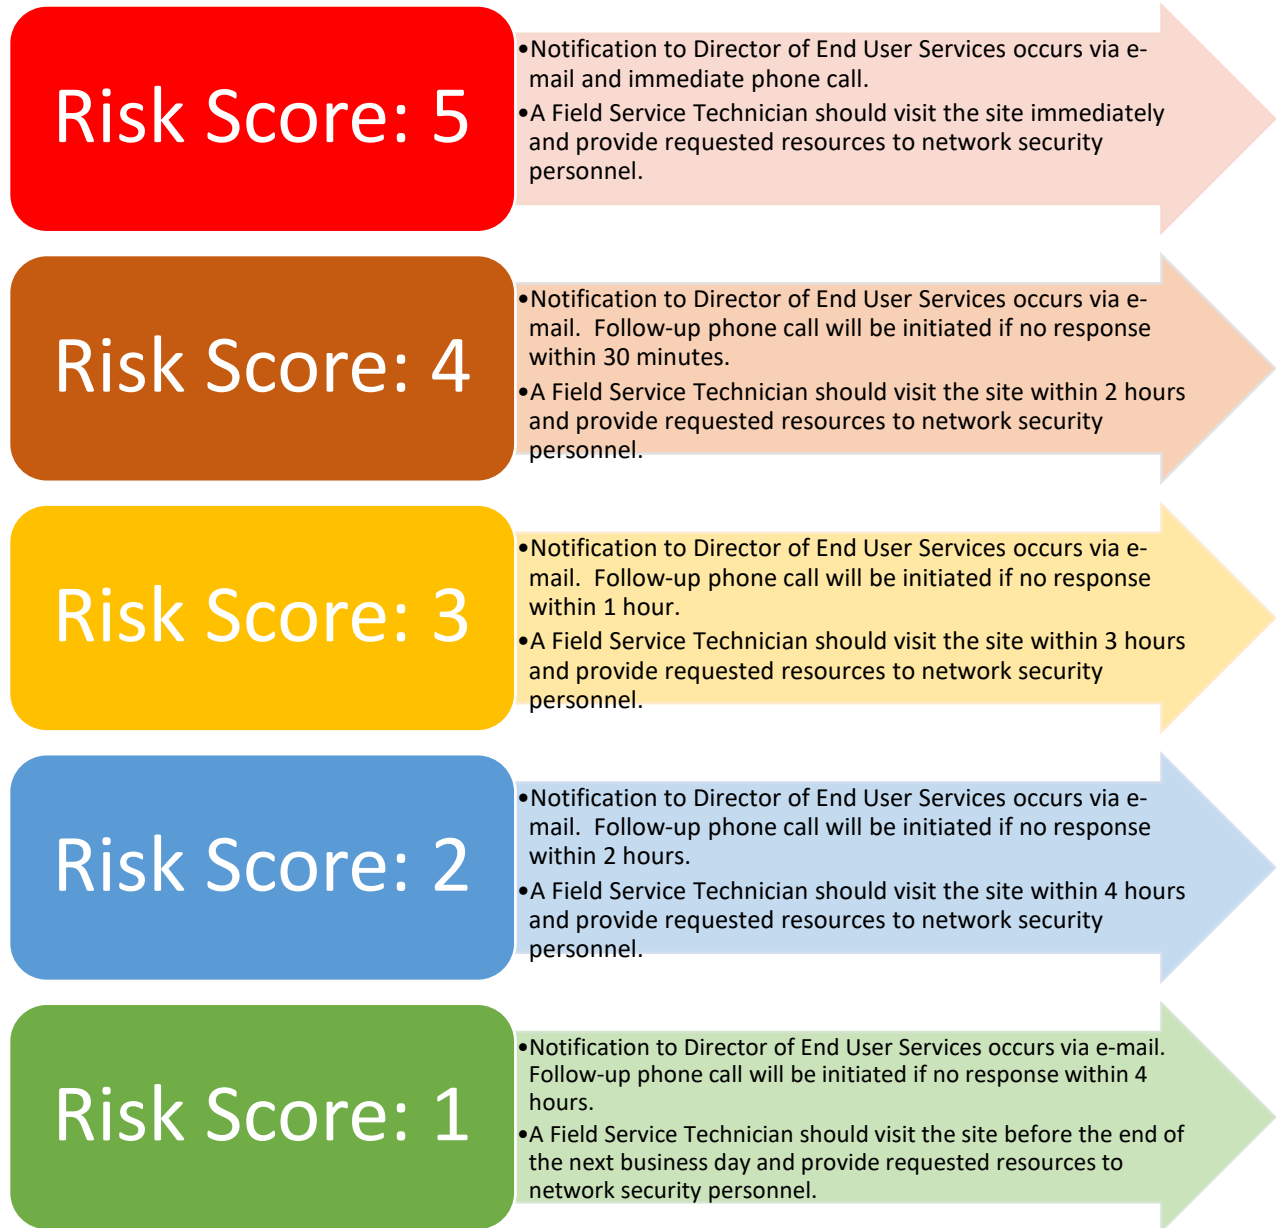 Risk Score: 5
•Notification to Director of End User Services occurs via e-
mail and immediate phone call.
•A Field Service Technician should visit the site immediately
and provide requested resources to network security
personnel.
Risk Score: 4
•Notification to Director of End User Services occurs via e-
mail.  Follow-up phone call will be initiated if no response
within 30 minutes.
•A Field Service Technician should visit the site within 2 hours
and provide requested resources to network security
personnel.
Risk Score: 3
•Notification to Director of End User Services occurs via e-
mail.  Follow-up phone call will be initiated if no response
within 1 hour.
•A Field Service Technician should visit the site within 3 hours
and provide requested resources to network security
personnel.
Risk Score: 2
•Notification to Director of End User Services occurs via e-
mail.  Follow-up phone call will be initiated if no response
within 2 hours.
•A Field Service Technician should visit the site within 4 hours
and provide requested resources to network security
personnel.
Risk Score: 1
•Notification to Director of End User Services occurs via e-mail.
Follow-up phone call will be initiated if no response within 4
hours.
•A Field Service Technician should visit the site before the end of
the next business day and provide requested resources to
network security personnel.